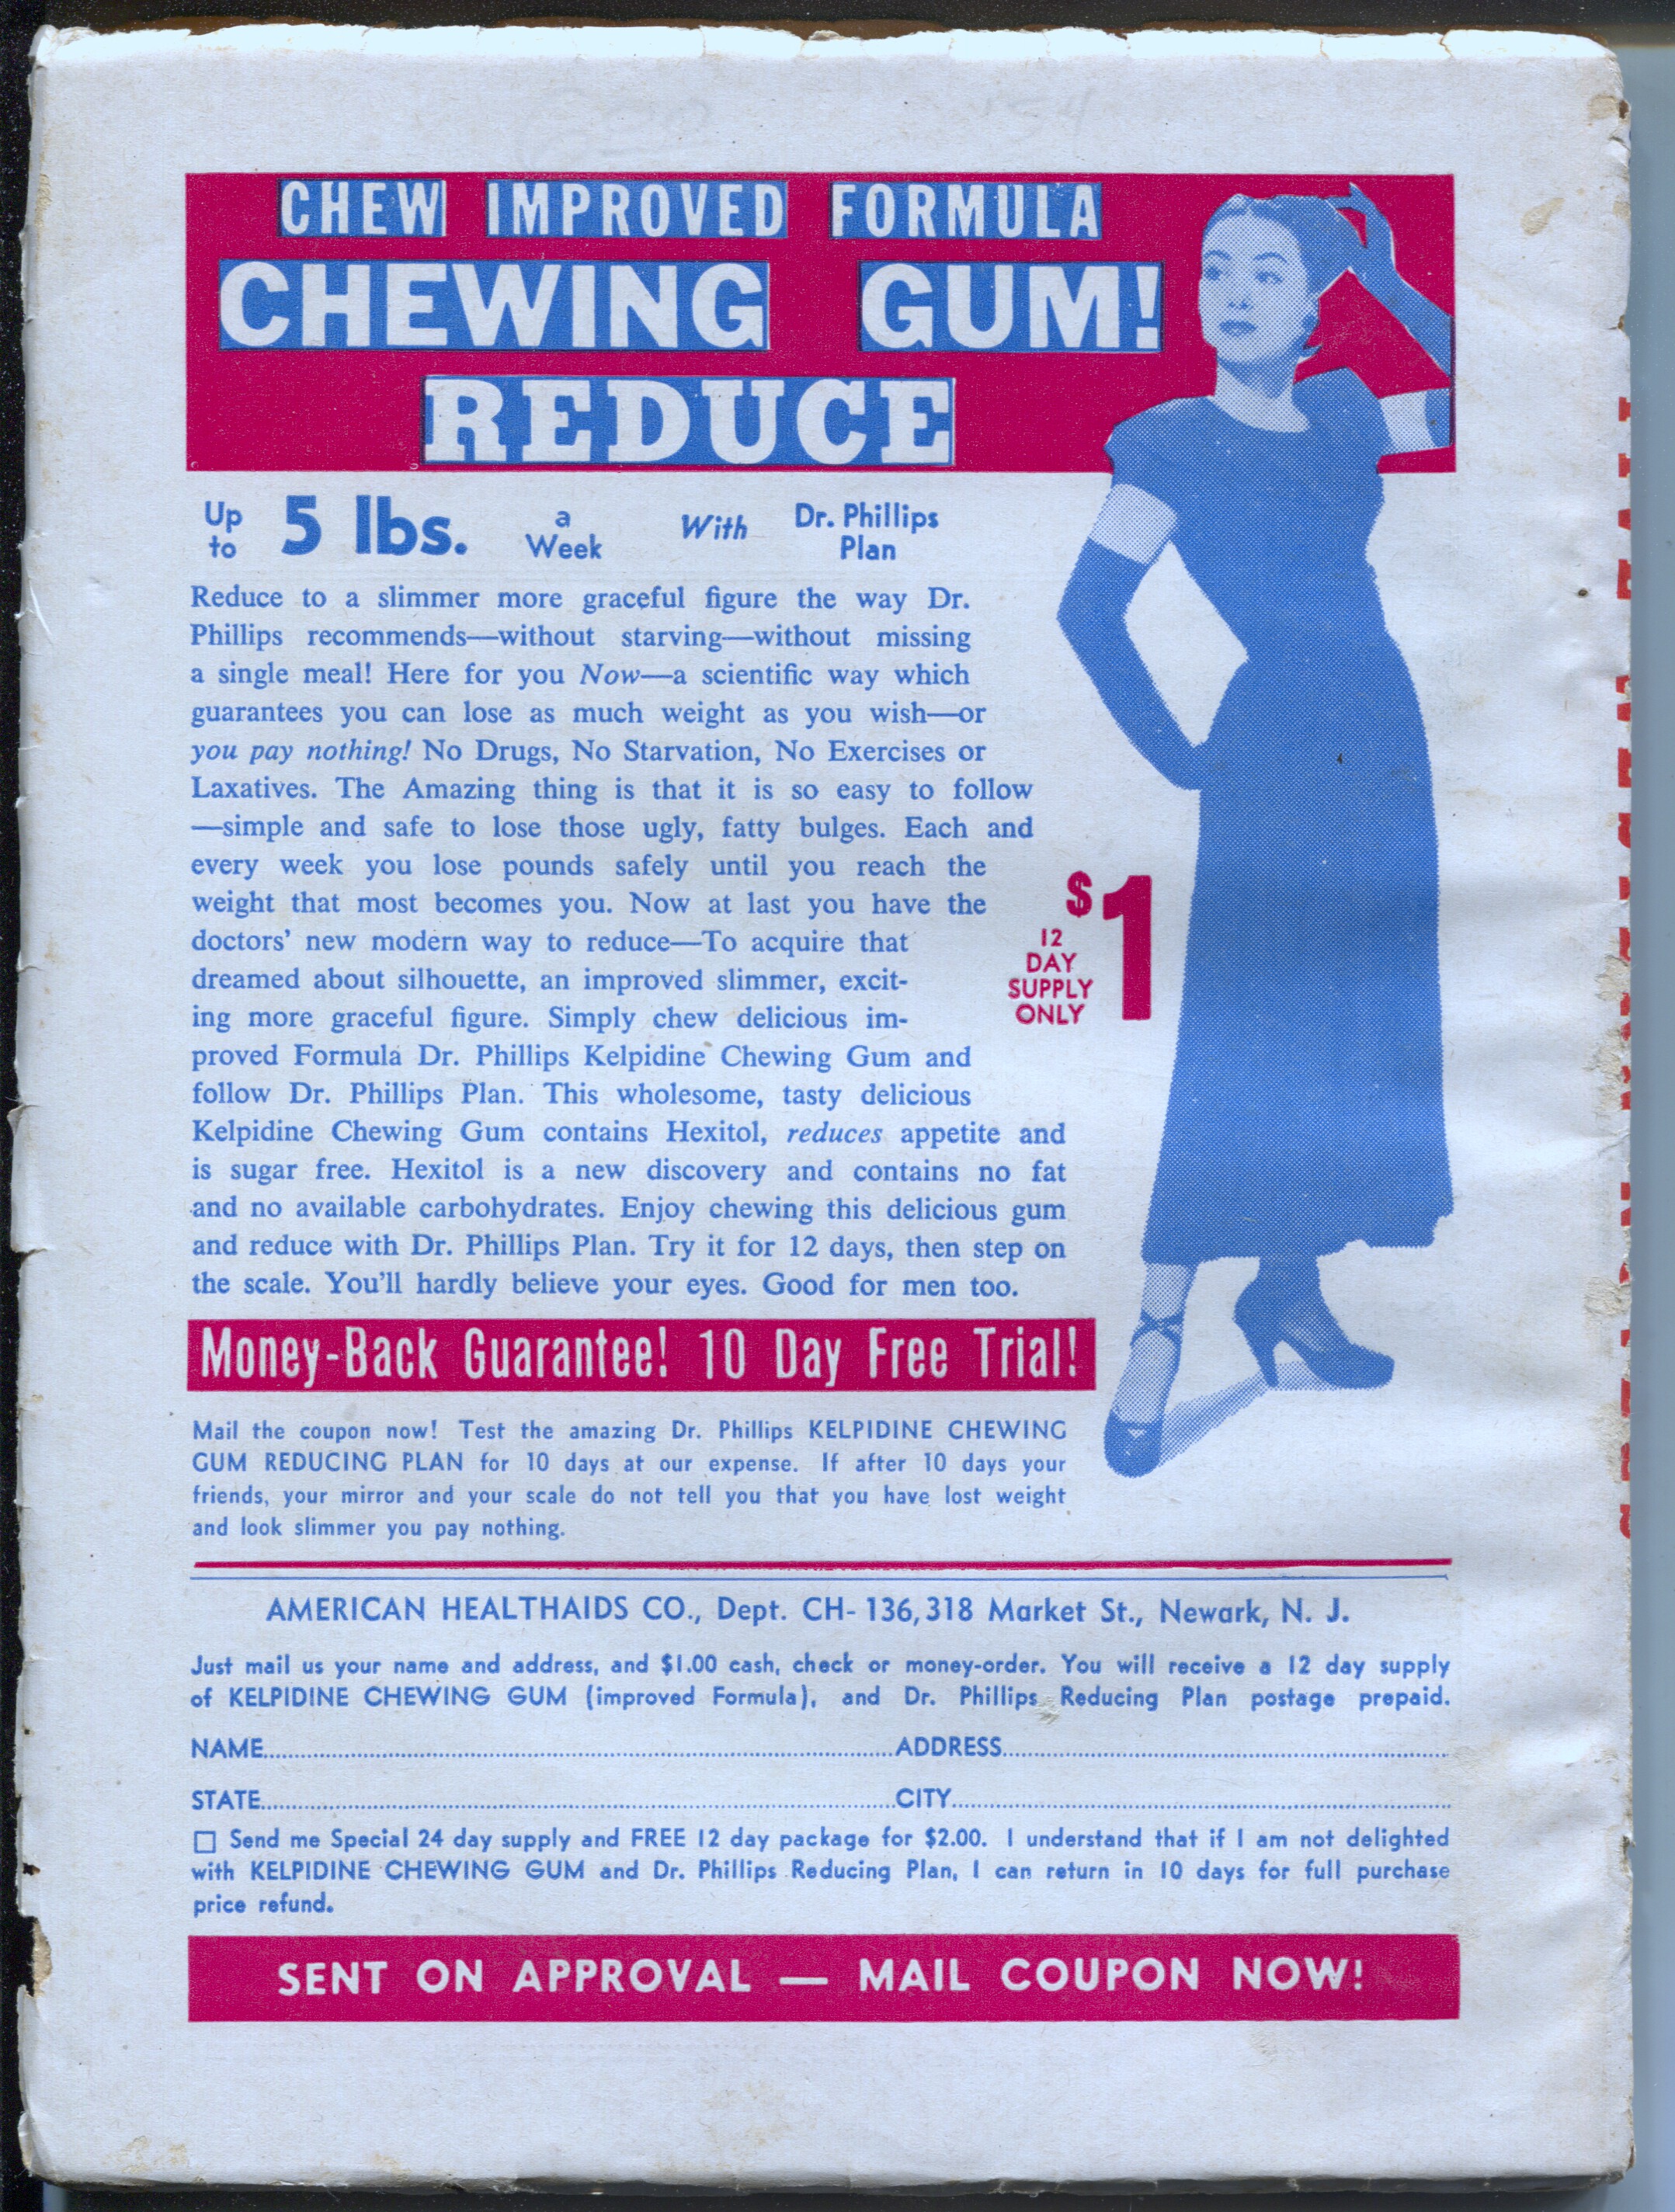 CHEW IMPROVED FORMULA
CHEWING GUM!
REDUCE
Up to 5 lbs. a Week With Dr. Phillips Plan
Reduce to a slimmer more graceful figure the way Dr.
Phillips recommends—without starving—without missing
a single meal! Here for you Now—a scientific way which
guarantees you can lose as much weight as you wish—or
you pay nothing! No Drugs, No Starvation, No Exercises or
Laxatives. The Amazing thing is that it is so easy to follow
—simple and safe to lose those ugly, fatty bulges. Each and
every week you lose pounds safely until you reach the
weight that most becomes you. Now at last you have the
doctors' new modern way to reduce—To acquire that
dreamed about silhouette, an improved slimmer, excit-
ing more graceful figure. Simply chew delicious im-
proved Formula Dr. Phillips Kelpidine Chewing Gum and
follow Dr. Phillips Plan. This wholesome, tasty delicious
Kelpidine Chewing Gum contains Hexitol, reduces appetite and
is sugar free. Hexitol is a new discovery and contains no fat
and no available carbohydrates. Enjoy chewing this delicious gum
and reduce with Dr. Phillips Plan. Try it for 12 days, then step on
the scale. You'll hardly believe your eyes. Good for men too.
$1
12
DAY
SUPPLY
ONLY
Money-Back Guarantee! 10 Day Free Trial!
Mail the coupon now! Test the amazing Dr. Phillips KELPIDINE CHEWING
GUM REDUCING PLAN for 10 days at our expense. If after 10 days your
friends, your mirror and your scale do not tell you that you have lost weight
and look slimmer you pay nothing.
AMERICAN HEALTHAIDS CO., Dept. CH-136, 318 Market St., Newark, N. J.
Just mail us your name and address, and $1.00 cash, check or money-order. You will receive a 12 day supply
of KELPIDINE CHEWING GUM (improved Formula), and Dr. Phillips Reducing Plan postage prepaid.
NAME ADDRESS
STATE CITY
☐ Send me Special 24 day supply and FREE 12 day package for $2.00. I understand that if I am not delighted
with KELPIDINE CHEWING GUM and Dr. Phillips Reducing Plan, I can return in 10 days for full purchase
price refund.
SENT ON APPROVAL — MAIL COUPON NOW!